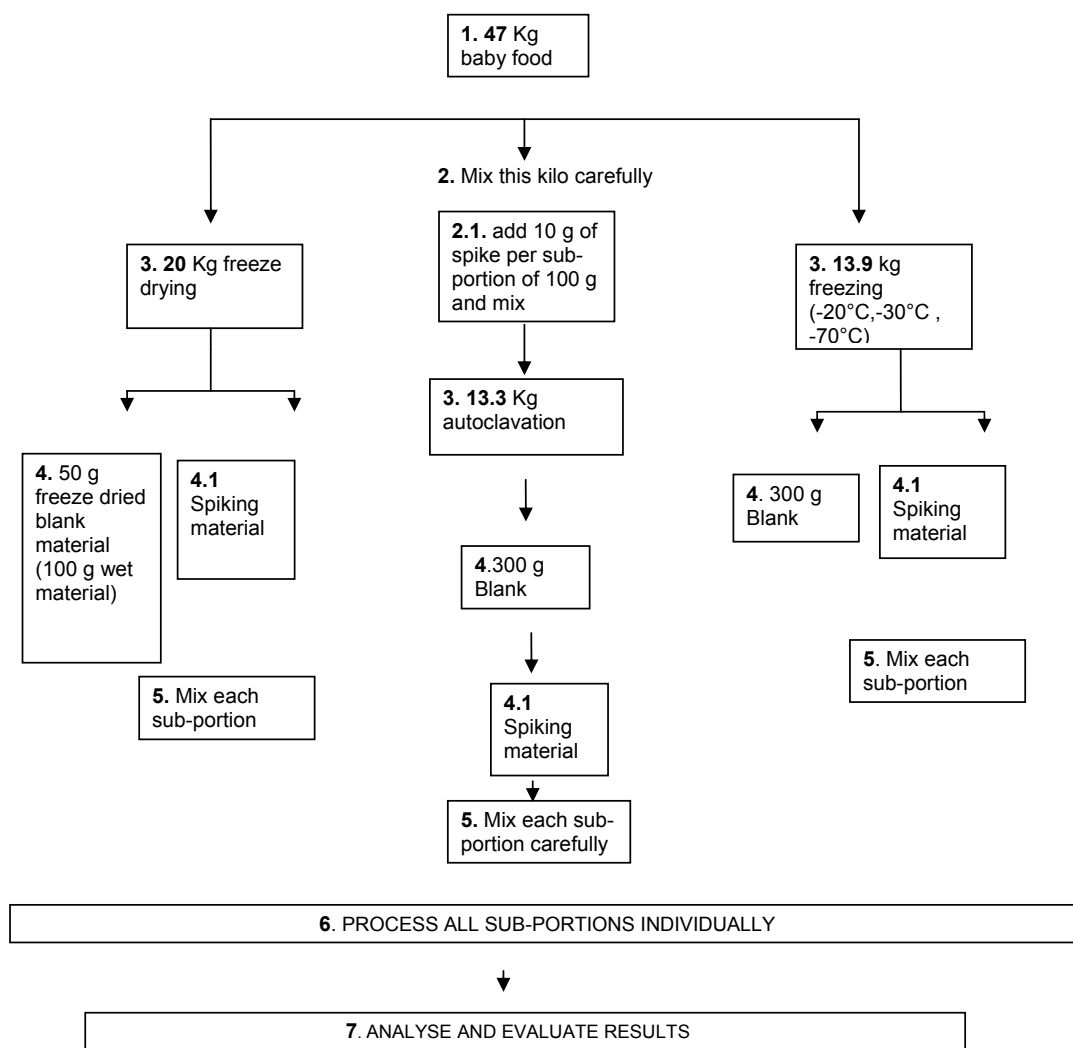 1. 47 Kg
baby food
2. Mix this kilo carefully
3. 20 Kg freeze
drying
2.1. add 10 g of
spike per sub-
portion of 100 g
and mix
3. 13.9 kg
freezing
(-20°C,-30°C ,
-70°C)
3. 13.3 Kg
autoclavation
4. 50 g
freeze dried
blank
material
(100 g wet
material)
4.1
Spiking
material
4.300 g
Blank
4. 300 g
Blank
4.1
Spiking
material
5. Mix each
sub-portion
4.1
Spiking
material
5. Mix each
sub-portion
5. Mix each sub-
portion carefully
6. PROCESS ALL SUB-PORTIONS INDIVIDUALLY
7. ANALYSE AND EVALUATE RESULTS